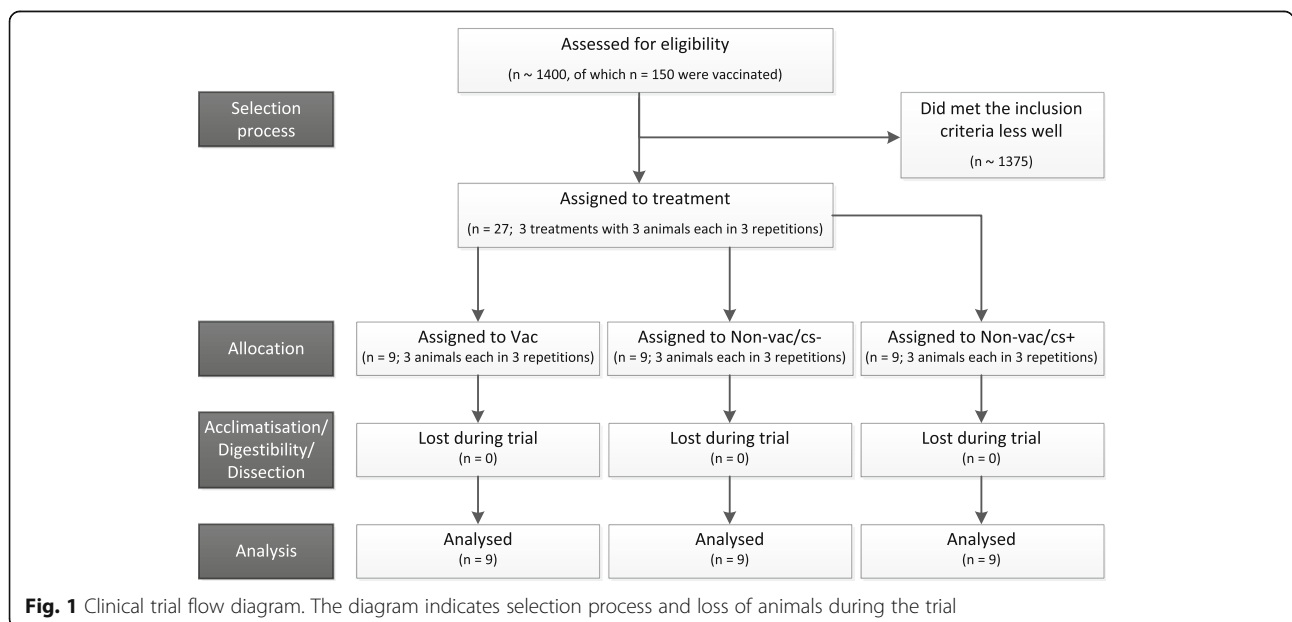 Assessed for eligibility
(n ~ 1400, of which n = 150 were vaccinated)
Selection
process
Did met the inclusion
criteria less well
(n ~ 1375)
Assigned to treatment
(n = 27; 3 treatments with 3 animals each in 3 repetitions)
Allocation
Assigned to Vac
(n = 9; 3 animals each in 3 repetitions)
Assigned to Non-vac/cs-
(n = 9; 3 animals each in 3 repetitions)
Assigned to Non-vac/cs+
(n = 9; 3 animals each in 3 repetitions)
Acclimatisation/
Digestibility/
Dissection
Lost during trial
(n = 0)
Lost during trial
(n = 0)
Lost during trial
(n = 0)
Analysis
Analysed
(n = 9)
Analysed
(n = 9)
Analysed
(n = 9)
Fig. 1 Clinical trial flow diagram. The diagram indicates selection process and loss of animals during the trial